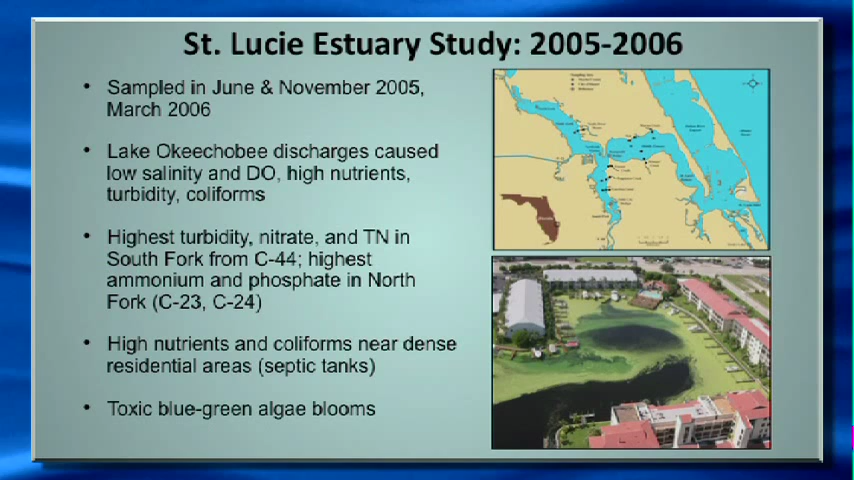 St. Lucie Estuary Study: 2005-2006
• Sampled in June & November 2005,
March 2006
• Lake Okeechobee discharges caused
low salinity and DO, high nutrients,
turbidity, coliforms
• Highest turbidity, nitrate, and TN in
South Fork from C-44; highest
ammonium and phosphate in North
Fork (C-23, C-24)
• High nutrients and coliforms near dense
residential areas (septic tanks)
• Toxic blue-green algae blooms